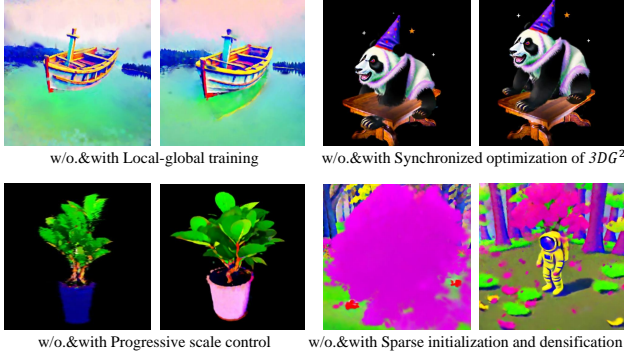 w/o.&with Local-global training
w/o.&with Synchronized optimization of 3DG²
w/o.&with Progressive scale control
w/o.&with Sparse initialization and densification